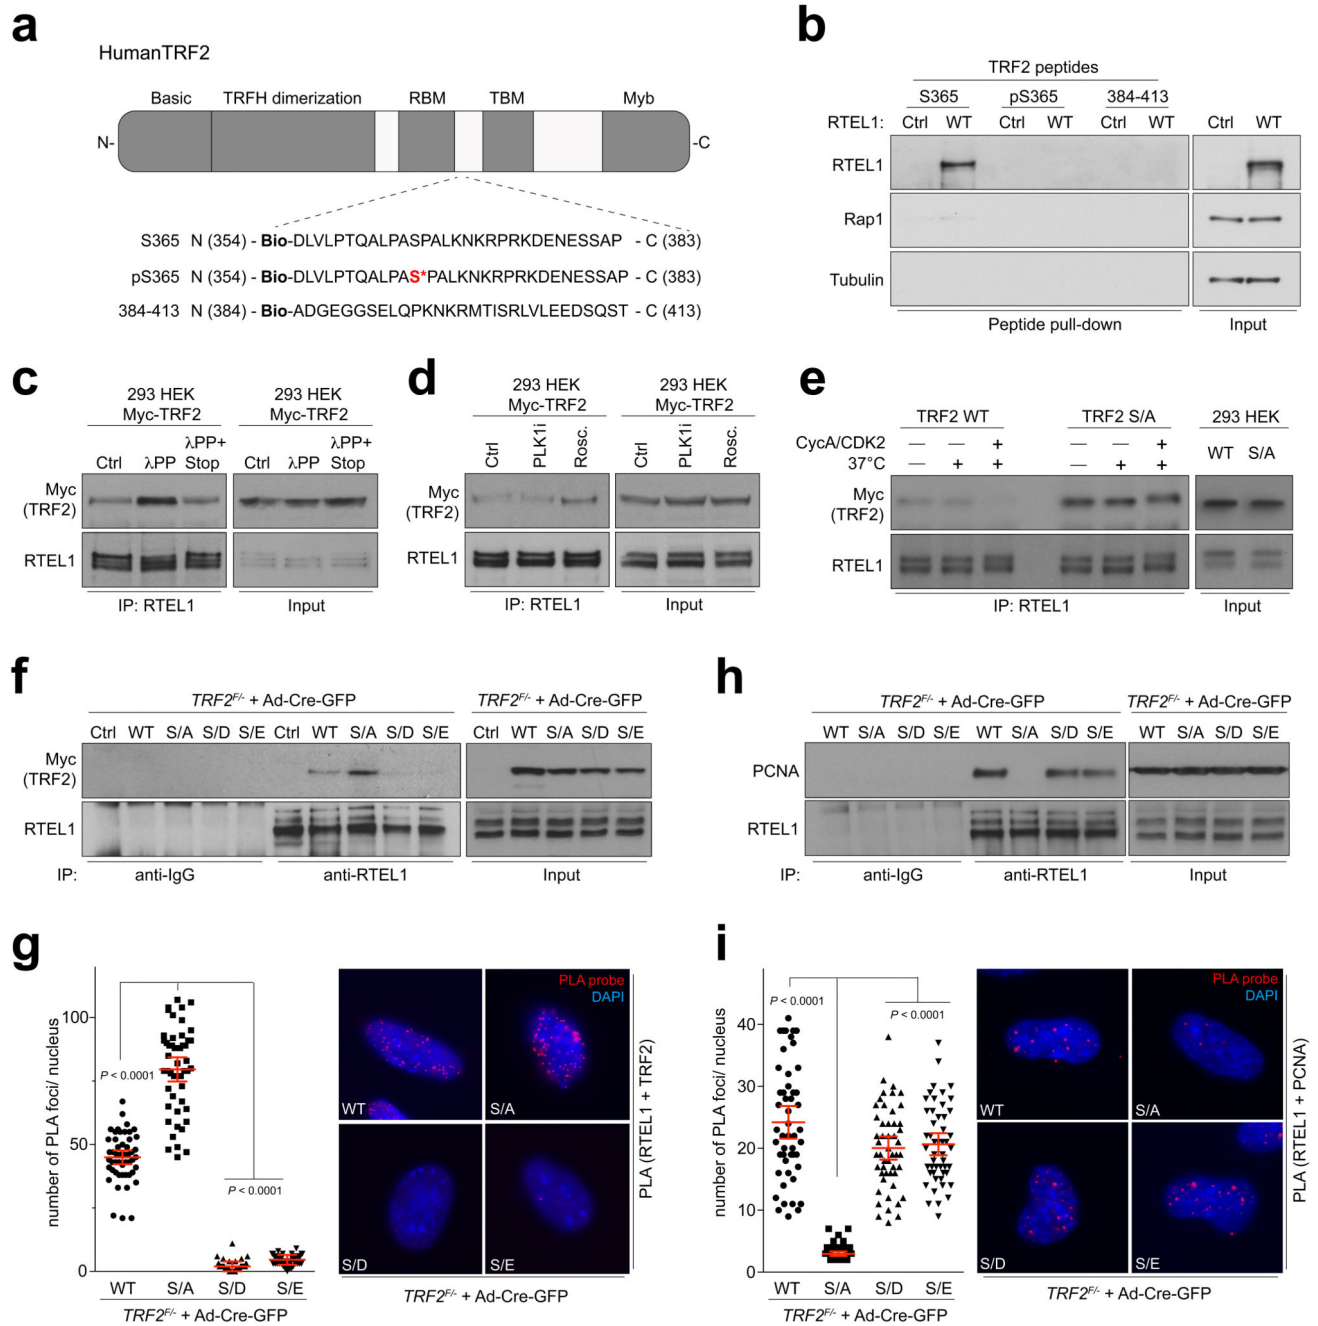 a
HumanTRF2
Basic TRFH dimerization RBM TBM Myb
N- -C
S365 N (354) - Bio-DLVLPTQALPASPALKNKRPRKDENESSAP - C (383)
pS365 N (354) - Bio-DLVLPTQALPAS*PALKNKRPRKDENESSAP - C (383)
384-413 N (384) - Bio-ADGEGGSELQPKNKRMTISRLVLEEDSQST - C (413)
b
TRF2 peptides
S365 pS365 384-413
RTEL1: Ctrl WT Ctrl WT Ctrl WT Ctrl WT
RTEL1
Rap1
Tubulin
Peptide pull-down Input
c
293 HEK 293 HEK
Myc-TRF2 Myc-TRF2
λPP+ λPP+
Ctrl λPP Stop Ctrl λPP Stop
Myc
(TRF2)
RTEL1
IP: RTEL1 Input
d
293 HEK 293 HEK
Myc-TRF2 Myc-TRF2
Ctrl PLK1i Rosc. Ctrl PLK1i Rosc.
Myc
(TRF2)
RTEL1
IP: RTEL1 Input
e
TRF2 WT TRF2 S/A 293 HEK
CycA/CDK2 — — + — — + WT S/A
37°C — + + — + +
Myc
(TRF2)
RTEL1
IP: RTEL1 Input
f
TRF2F/- + Ad-Cre-GFP TRF2F/- + Ad-Cre-GFP
Ctrl WT S/A S/D S/E Ctrl WT S/A S/D S/E Ctrl WT S/A S/D S/E
Myc
(TRF2)
RTEL1
IP: anti-IgG anti-RTEL1 Input
h
TRF2F/- + Ad-Cre-GFP TRF2F/- + Ad-Cre-GFP
WT S/A S/D S/E WT S/A S/D S/E WT S/A S/D S/E
PCNA
RTEL1
IP: anti-IgG anti-RTEL1 Input
g
number of PLA foci/ nucleus
100
50
0
P < 0.0001
P < 0.0001
WT S/A S/D S/E
TRF2F/- + Ad-Cre-GFP
PLA probe
DAPI
WT S/A
S/D S/E
TRF2F/- + Ad-Cre-GFP
PLA (RTEL1 + TRF2)
i
number of PLA foci/ nucleus
40
30
20
10
0
P < 0.0001
P < 0.0001
WT S/A S/D S/E
TRF2F/- + Ad-Cre-GFP
PLA probe
DAPI
WT S/A
S/D S/E
TRF2F/- + Ad-Cre-GFP
PLA (RTEL1 + PCNA)